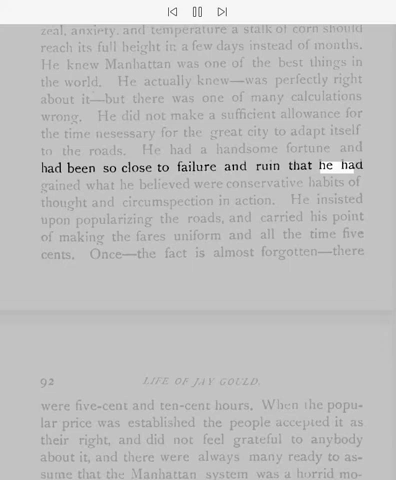 zeal, anxiety, and temperature a stalk of corn should
reach its full height in a few days instead of months.
He knew Manhattan was one of the best things in
the world. He actually knew—was perfectly right
about it—but there was one of many calculations
wrong. He did not make a sufficient allowance for
the time nesessary for the great city to adapt itself
to the roads. He had a handsome fortune and
had been so close to failure and ruin that he had
gained what he believed were conservative habits of
thought and circumspection in action. He insisted
upon popularizing the roads, and carried his point
of making the fares uniform and all the time five
cents. Once—the fact is almost forgotten—there
92 LIFE OF JAY GOULD.
were five-cent and ten-cent hours. When the popu-
lar price was established the people accepted it as
their right, and did not feel grateful to anybody
about it, and there were always many ready to as-
sume that the Manhattan system was a horrid mo-